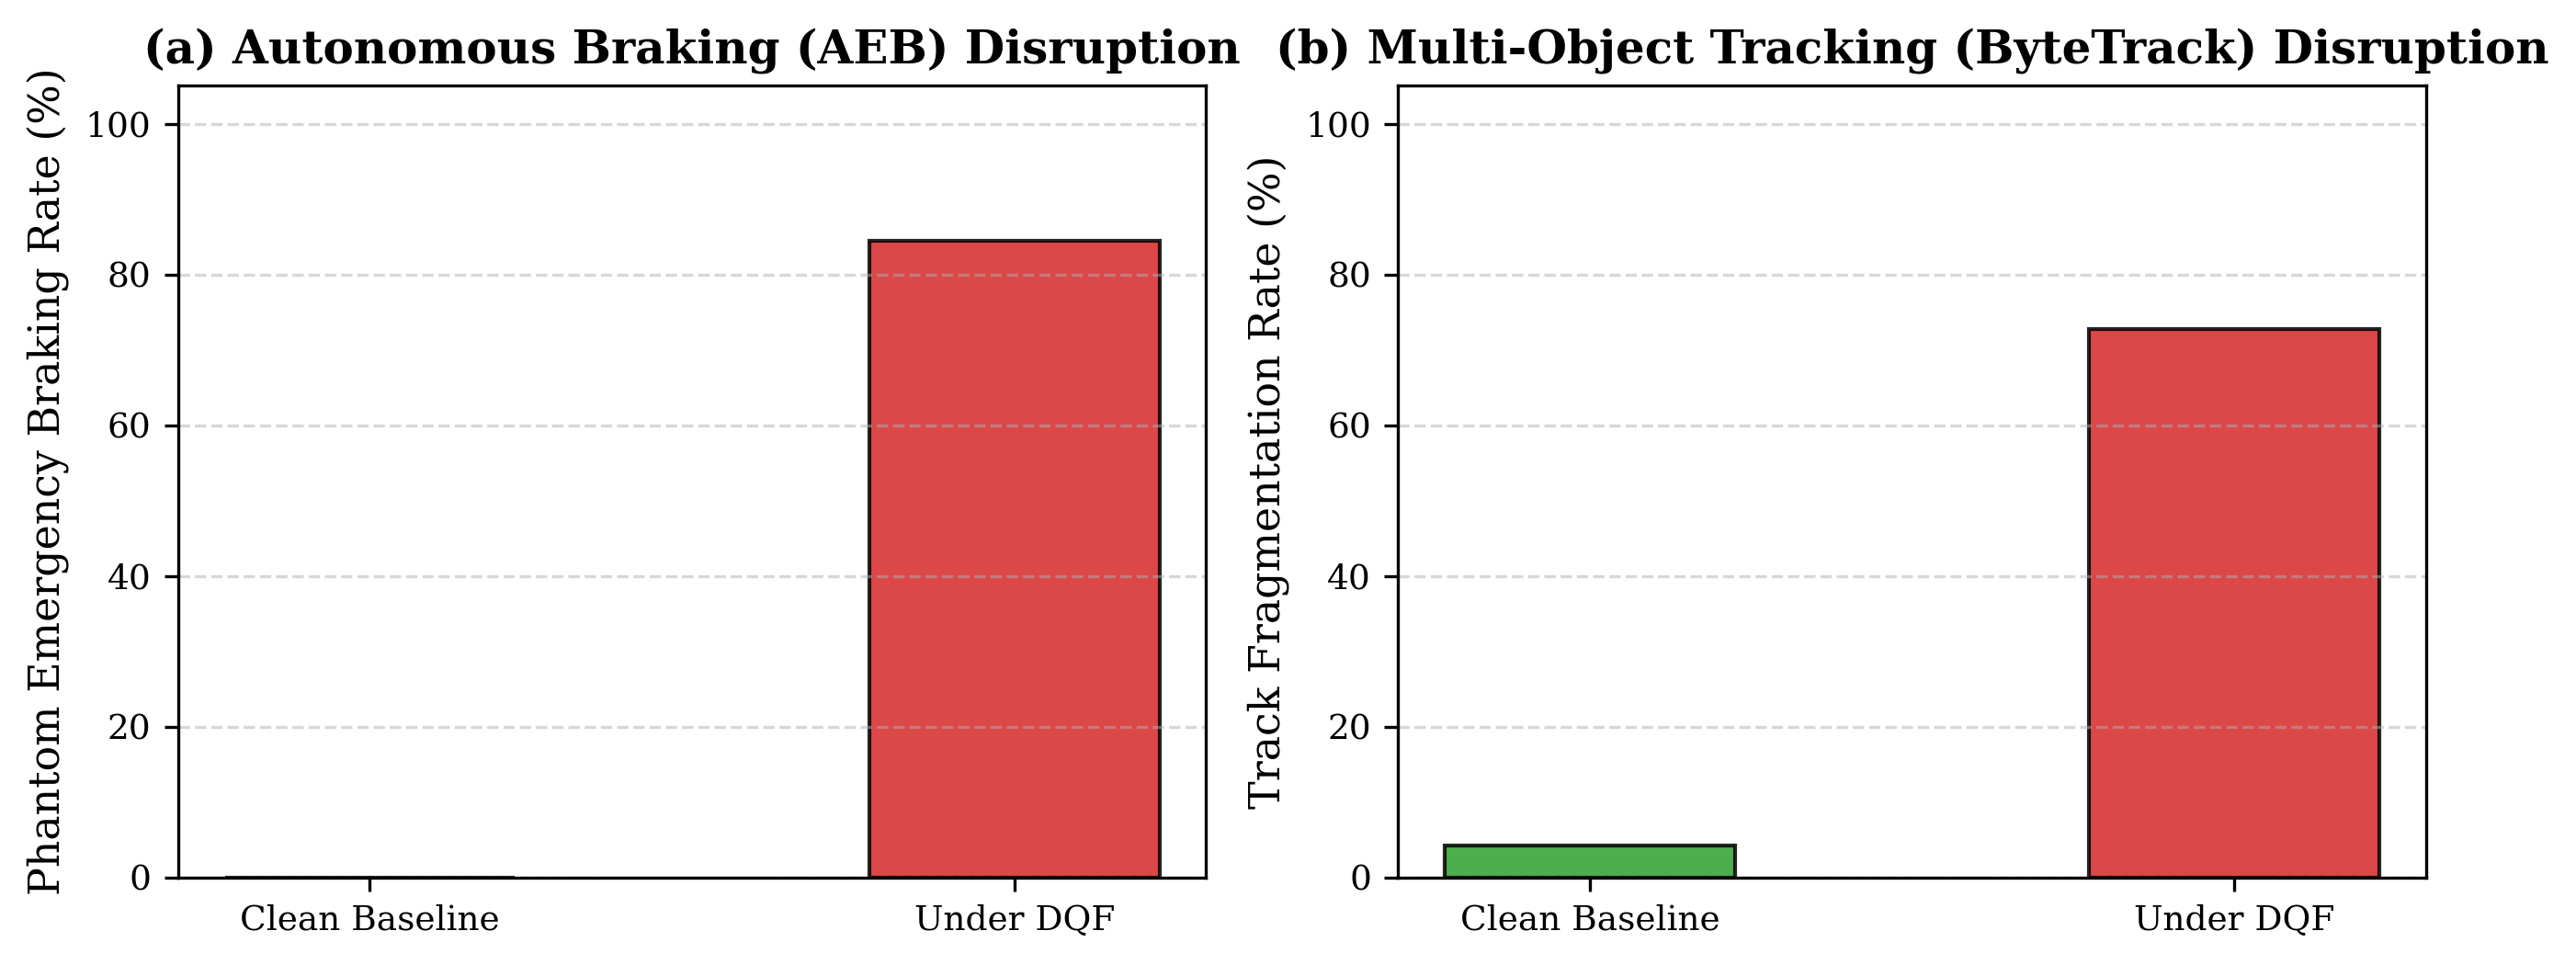 (a) Autonomous Braking (AEB) Disruption
Phantom Emergency Braking Rate (%)
100
80
60
40
20
0
Clean Baseline
Under DQF
(b) Multi-Object Tracking (ByteTrack) Disruption
Track Fragmentation Rate (%)
100
80
60
40
20
0
Clean Baseline
Under DQF